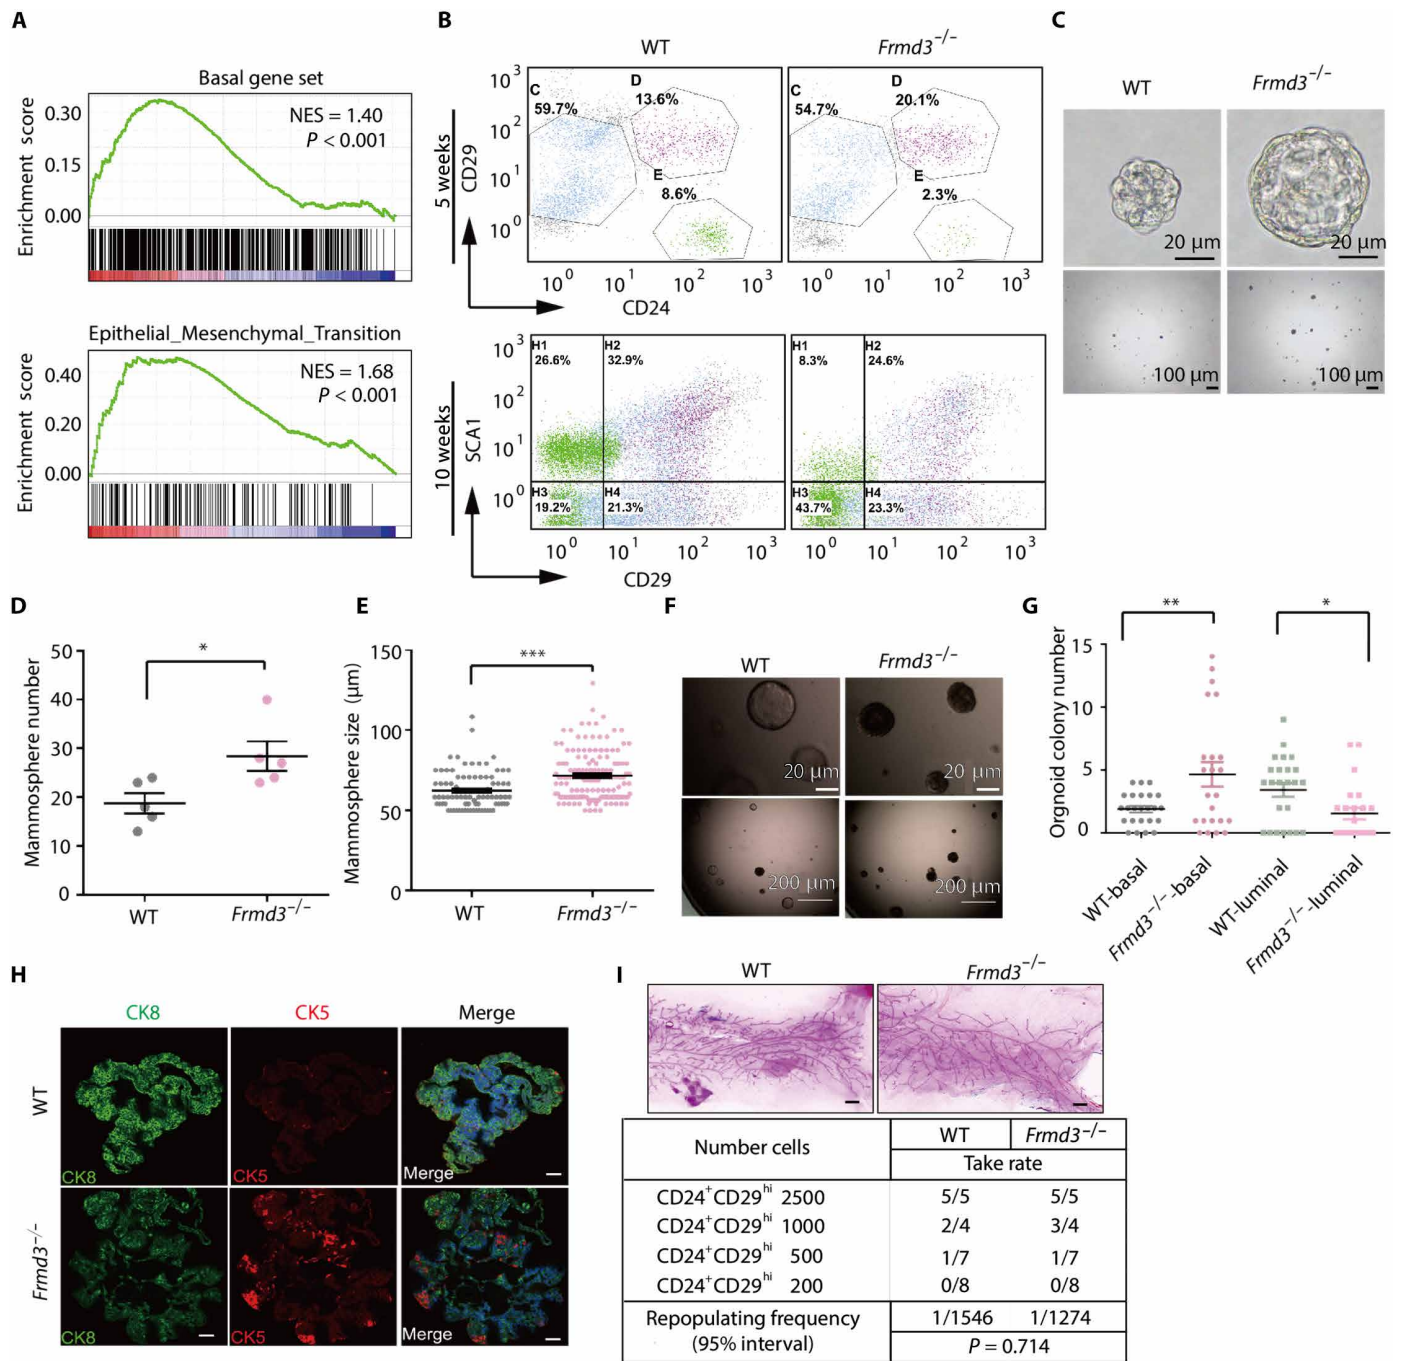 A
Basal gene set
Enrichment score
0.30
0.15
0.00
NES = 1.40
P < 0.001
Epithelial_Mesenchymal_Transition
Enrichment score
0.40
0.20
0.00
NES = 1.68
P < 0.001
B
WT
Frmd3−/−
5 weeks
CD29
10³
10²
10¹
10⁰
C
59.7%
D
13.6%
E
8.6%
C
54.7%
D
20.1%
E
2.3%
10⁰ 10¹ 10² 10³
10⁰ 10¹ 10² 10³
CD24
10 weeks
SCA1
10³
10²
10¹
10⁰
H1
26.6%
H2
32.9%
H3
19.2%
H4
21.3%
H1
8.3%
H2
24.6%
H3
43.7%
H4
23.3%
10⁰ 10¹ 10² 10³
10⁰ 10¹ 10² 10³
CD29
C
WT
Frmd3−/−
20 µm
20 µm
100 µm
100 µm
D
Mammosphere number
50
40
30
20
10
0
*
WT
Frmd3−/−
E
Mammosphere size (µm)
150
100
50
0
***
WT
Frmd3−/−
F
WT
Frmd3−/−
20 µm
20 µm
200 µm
200 µm
G
Orgnoid colony number
15
10
5
0
**
*
WT-basal
Frmd3−/−-basal
WT-luminal
Frmd3−/−-luminal
H
CK8
CK5
Merge
WT
CK8
CK5
Merge
Frmd3−/−
CK8
CK5
Merge
I
WT
Frmd3−/−
Number cells
WT
Frmd3−/−
Take rate
CD24⁺CD29ʰⁱ 2500 5/5 5/5
CD24⁺CD29ʰⁱ 1000 2/4 3/4
CD24⁺CD29ʰⁱ 500 1/7 1/7
CD24⁺CD29ʰⁱ 200 0/8 0/8
Repopulating frequency
(95% interval)
1/1546 1/1274
P = 0.714